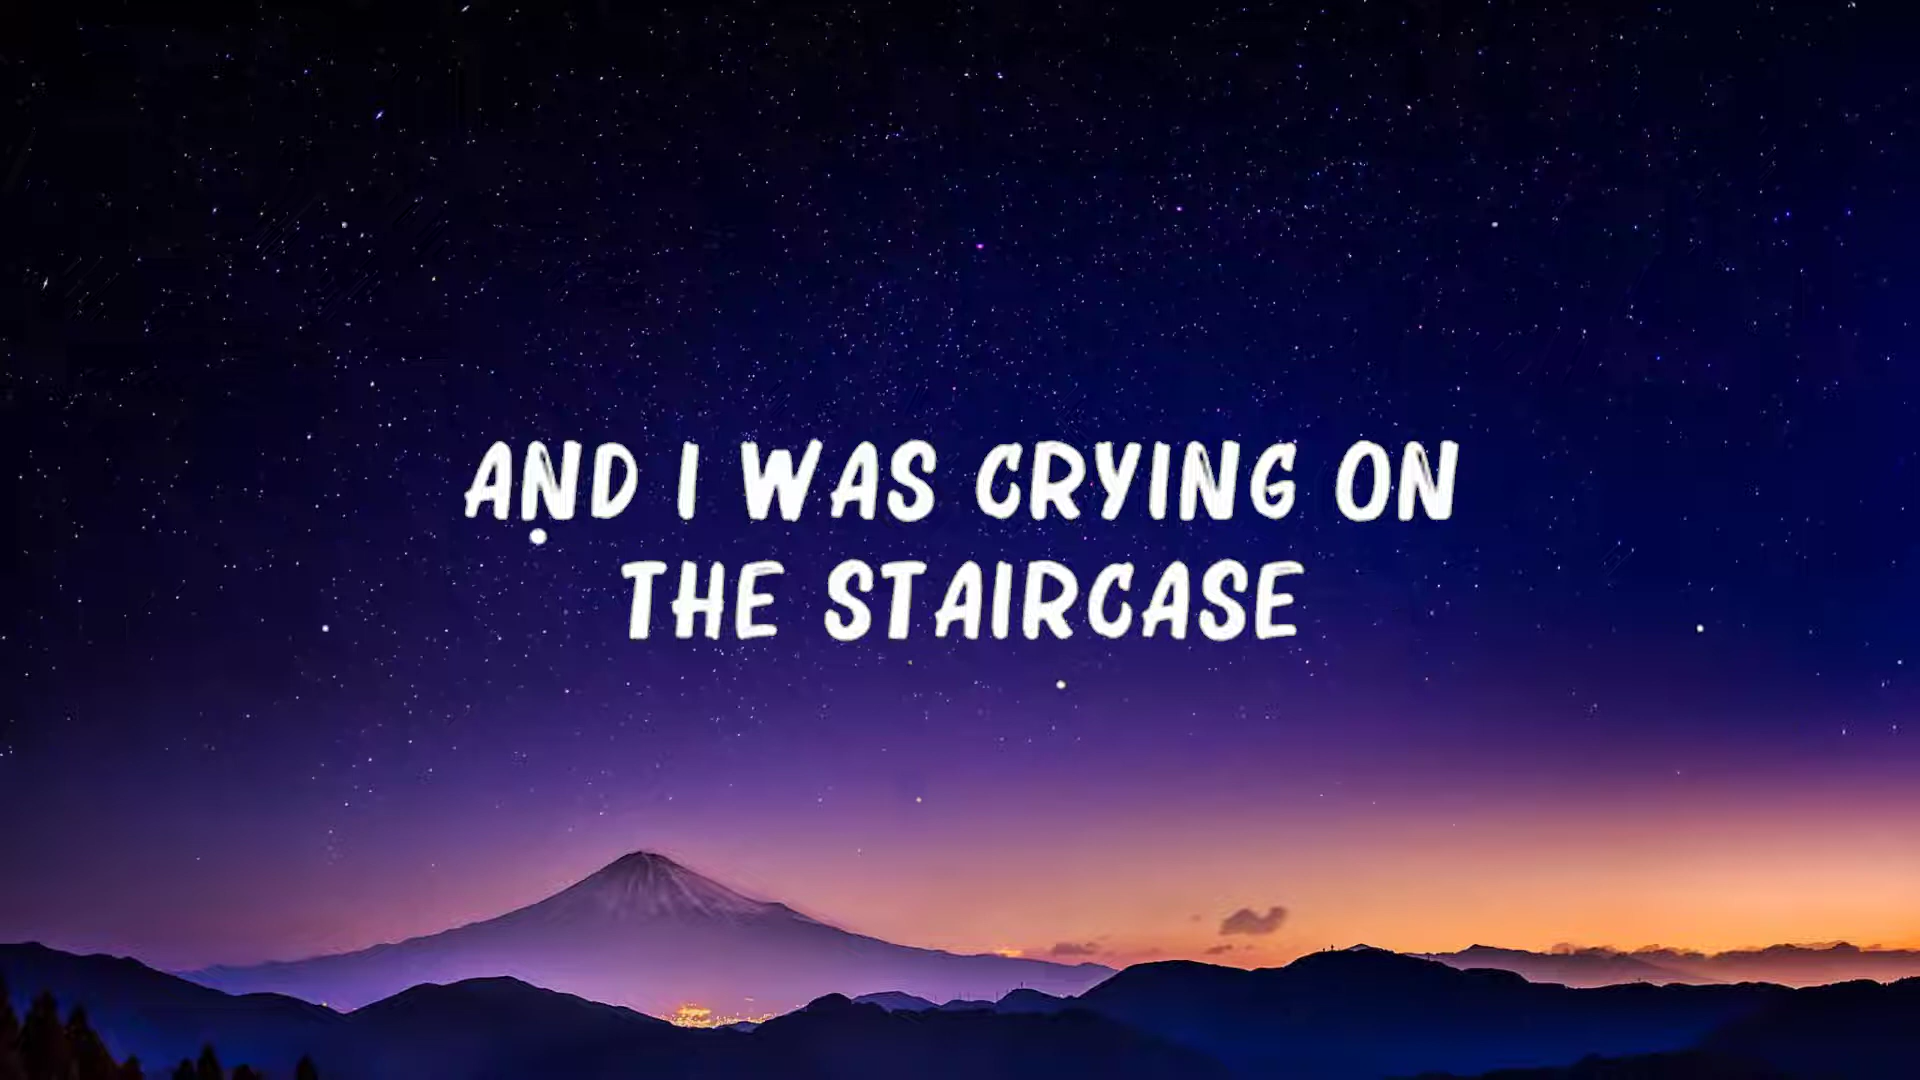 AND I WAS CRYING ON
THE STAIRCASE